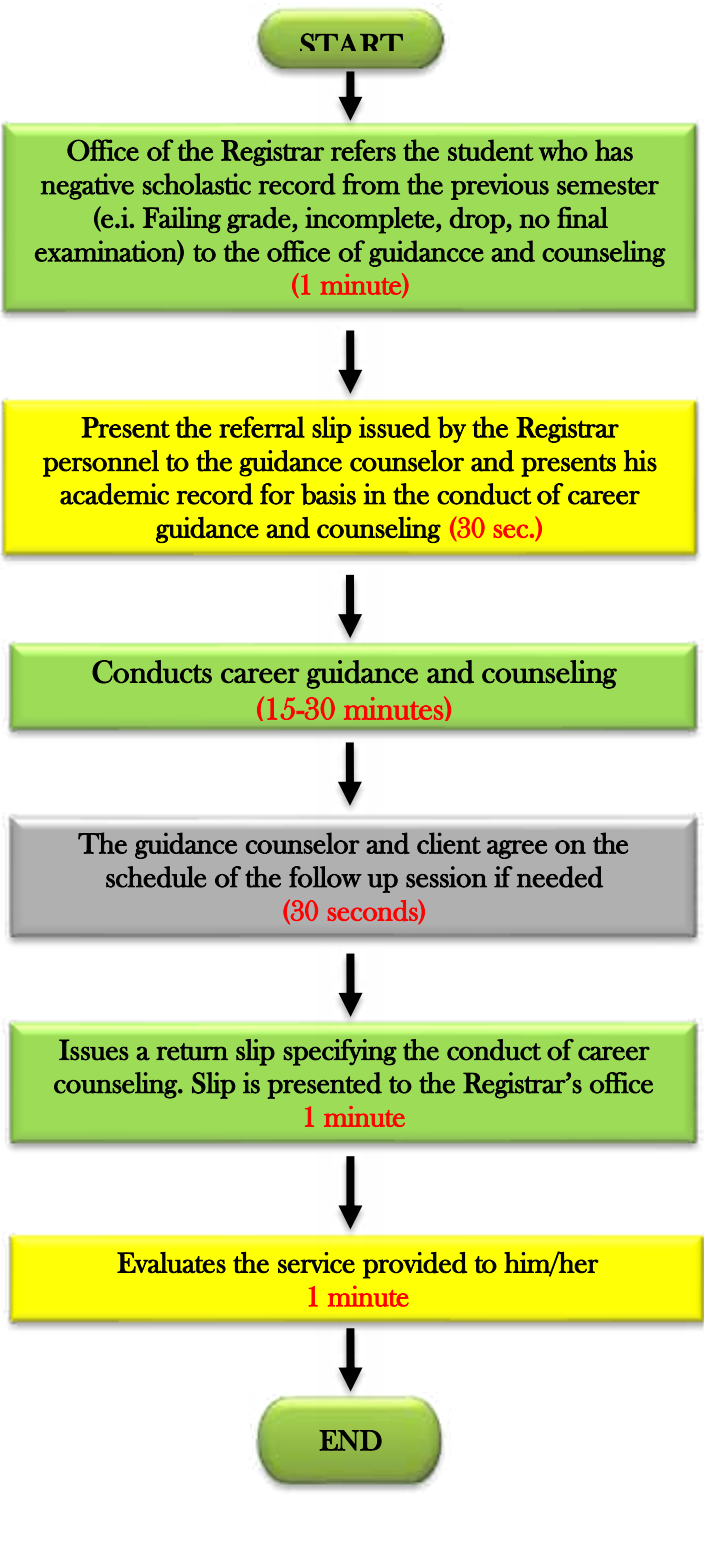 START
Office of the Registrar refers the student who has
negative scholastic record from the previous semester
(e.i. Failing grade, incomplete, drop, no final
examination) to the office of guidancce and counseling
(1 minute)
Present the referral slip issued by the Registrar
personnel to the guidance counselor and presents his
academic record for basis in the conduct of career
guidance and counseling (30 sec.)
Conducts career guidance and counseling
(15-30 minutes)
The guidance counselor and client agree on the
schedule of the follow up session if needed
(30 seconds)
Issues a return slip specifying the conduct of career
counseling. Slip is presented to the Registrar’s office
1 minute
Evaluates the service provided to him/her
1 minute
END